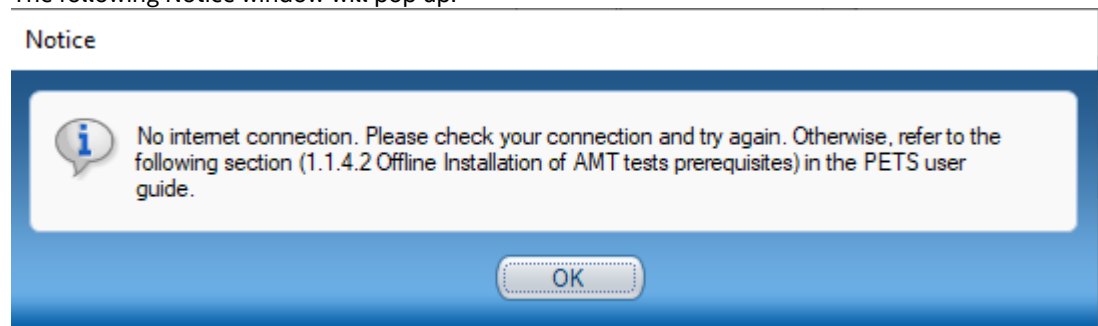 The following Notice window will pop up.
Notice
No internet connection. Please check your connection and try again. Otherwise, refer to the
following section (1.1.4.2 Offline Installation of AMT tests prerequisites) in the PETS user
guide.
OK